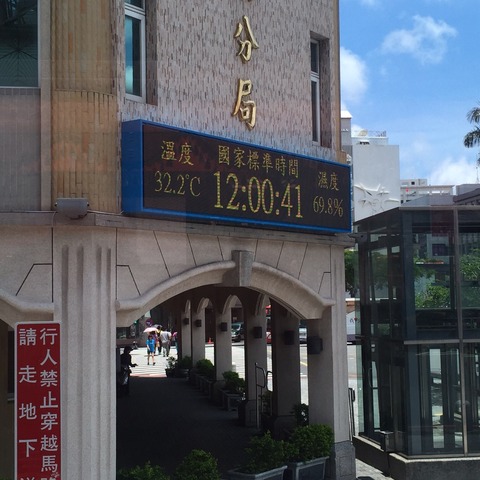 分局
溫度 國家標準時間 濕度
32.2°C 12:00:41 69.8%
行人禁止穿越馬
請走地下